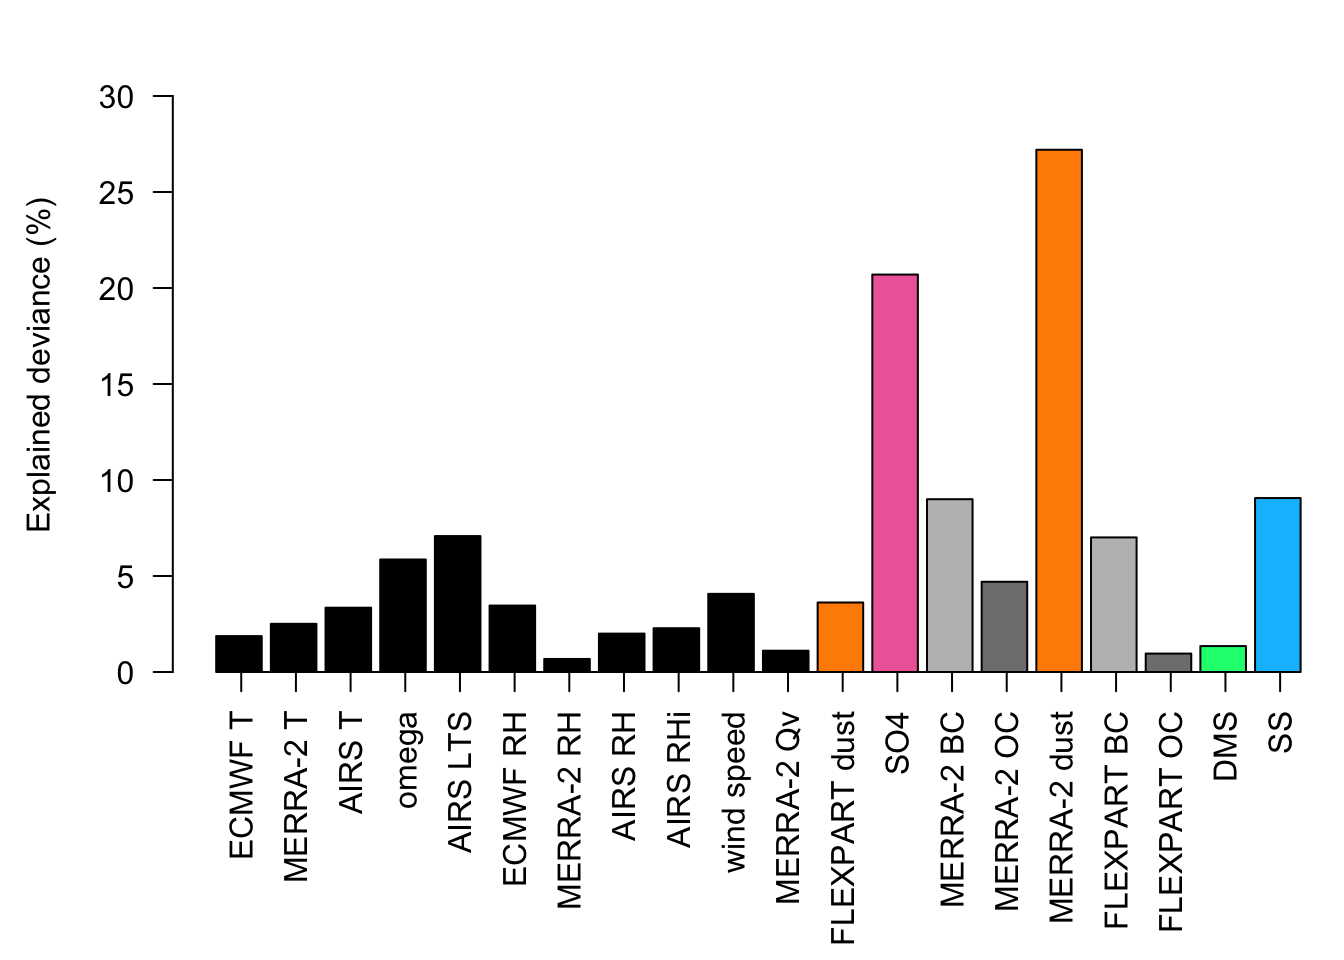 Explained deviance (%)
30
25
20
15
10
5
0
ECMWF T
MERRA-2 T
AIRS T
omega
AIRS LTS
ECMWF RH
MERRA-2 RH
AIRS RH
AIRS RHi
wind speed
MERRA-2 Qv
FLEXPART dust
SO4
MERRA-2 BC
MERRA-2 OC
MERRA-2 dust
FLEXPART BC
FLEXPART OC
DMS
SS